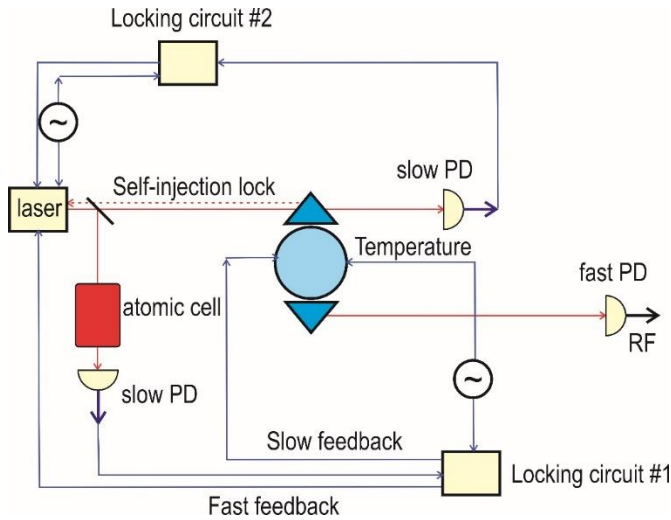 Locking circuit #2
~
slow PD
Self-injection lock
laser
Temperature
fast PD
atomic cell
RF
~
slow PD
Slow feedback
Locking circuit #1
Fast feedback